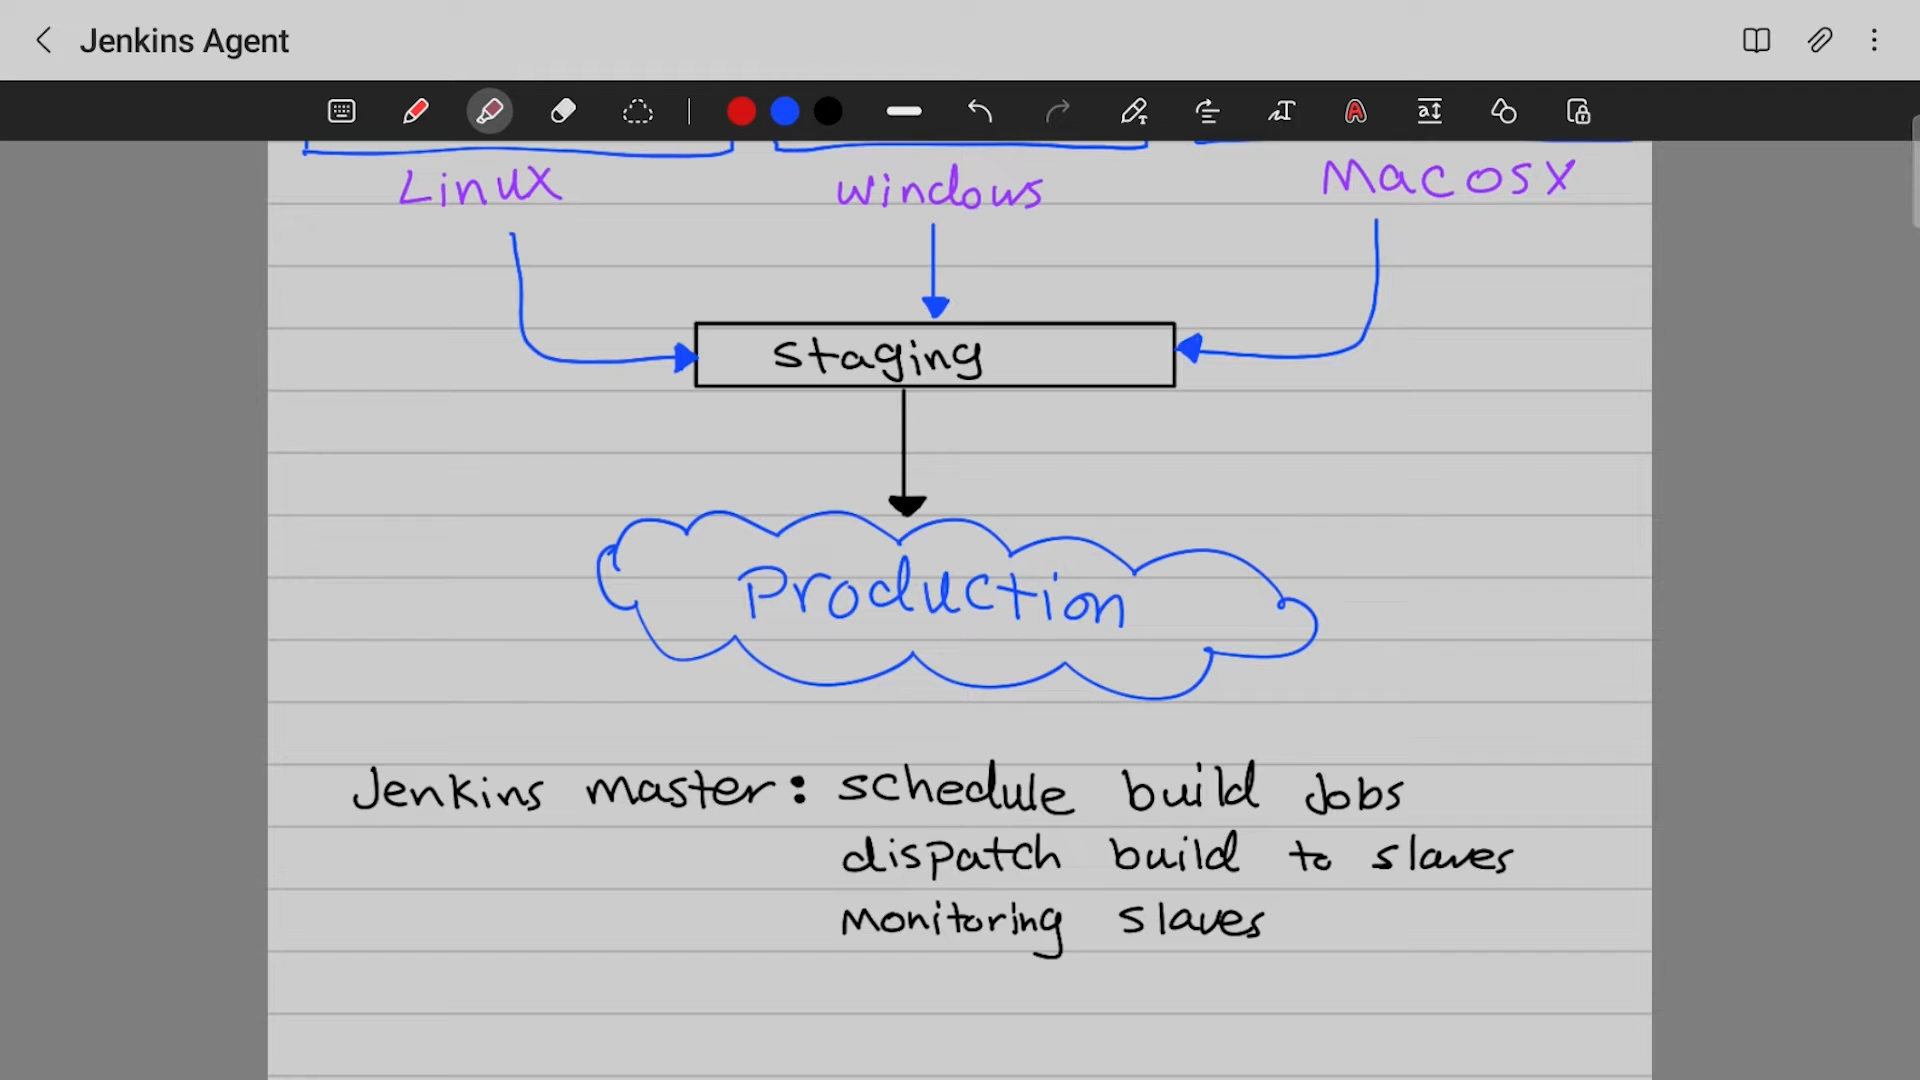 Jenkins Agent
Linux windows Macosx
staging
Production
Jenkins master: schedule build jobs
dispatch build to slaves
monitoring slaves